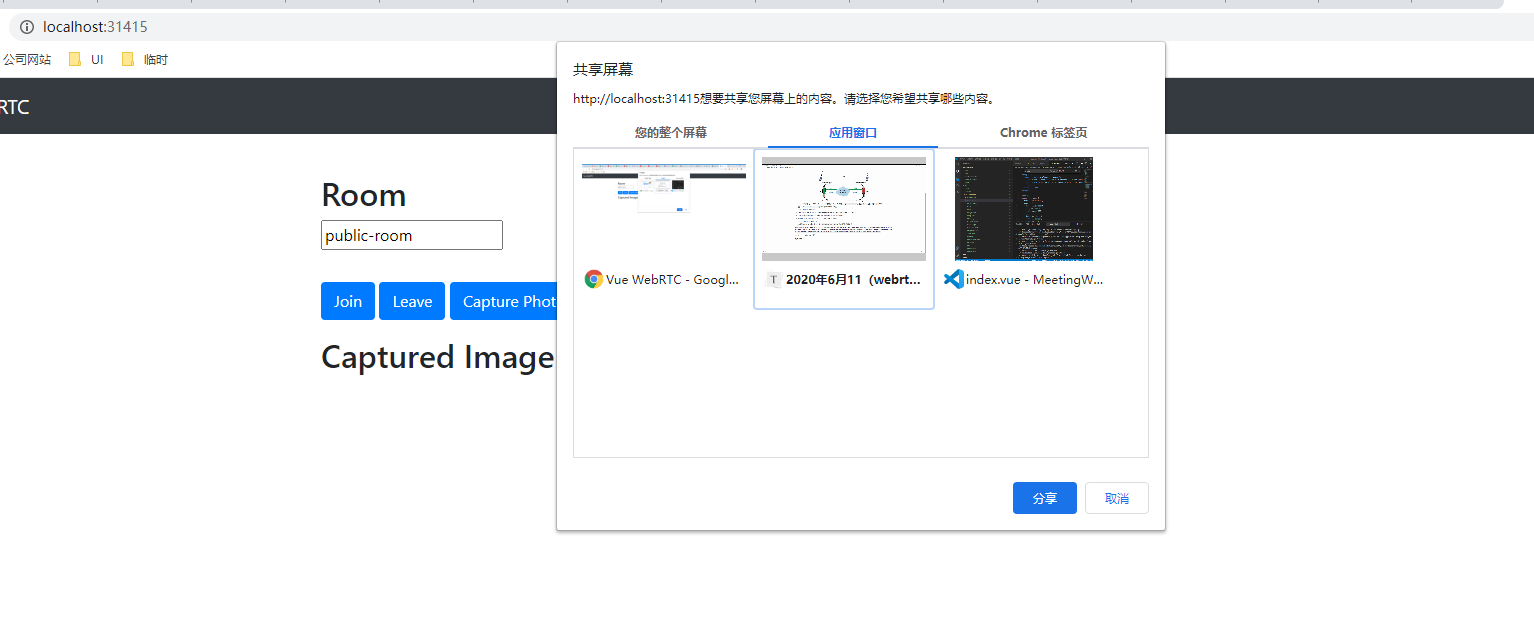 localhost:31415
公司网站 UI 临时
RTC
Room
public-room
Join Leave Capture Phot
Captured Image
共享屏幕
http://localhost:31415想要共享您屏幕上的内容。请选择您希望共享哪些内容。
您的整个屏幕 应用窗口 Chrome 标签页
Vue WebRTC - Googl... T 2020年6月11（webrt... index.vue - MeetingW...
分享 取消